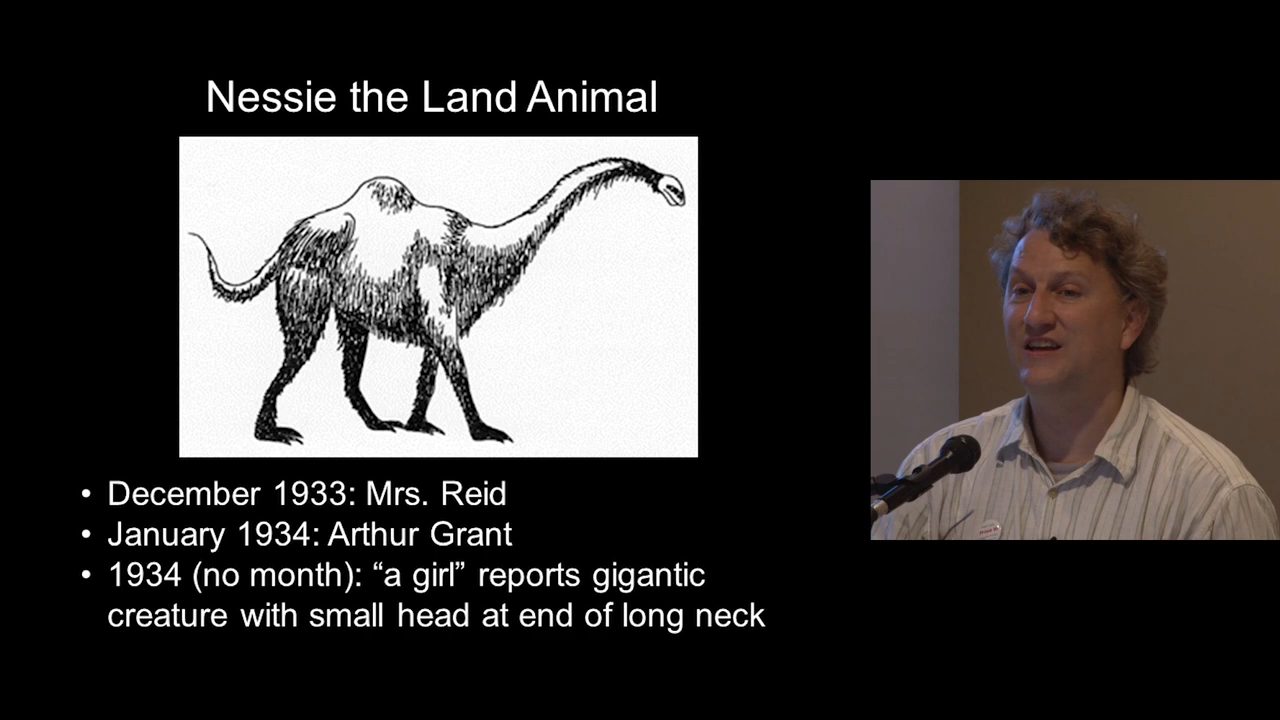 Nessie the Land Animal
• December 1933: Mrs. Reid
• January 1934: Arthur Grant
• 1934 (no month): “a girl” reports gigantic
creature with small head at end of long neck